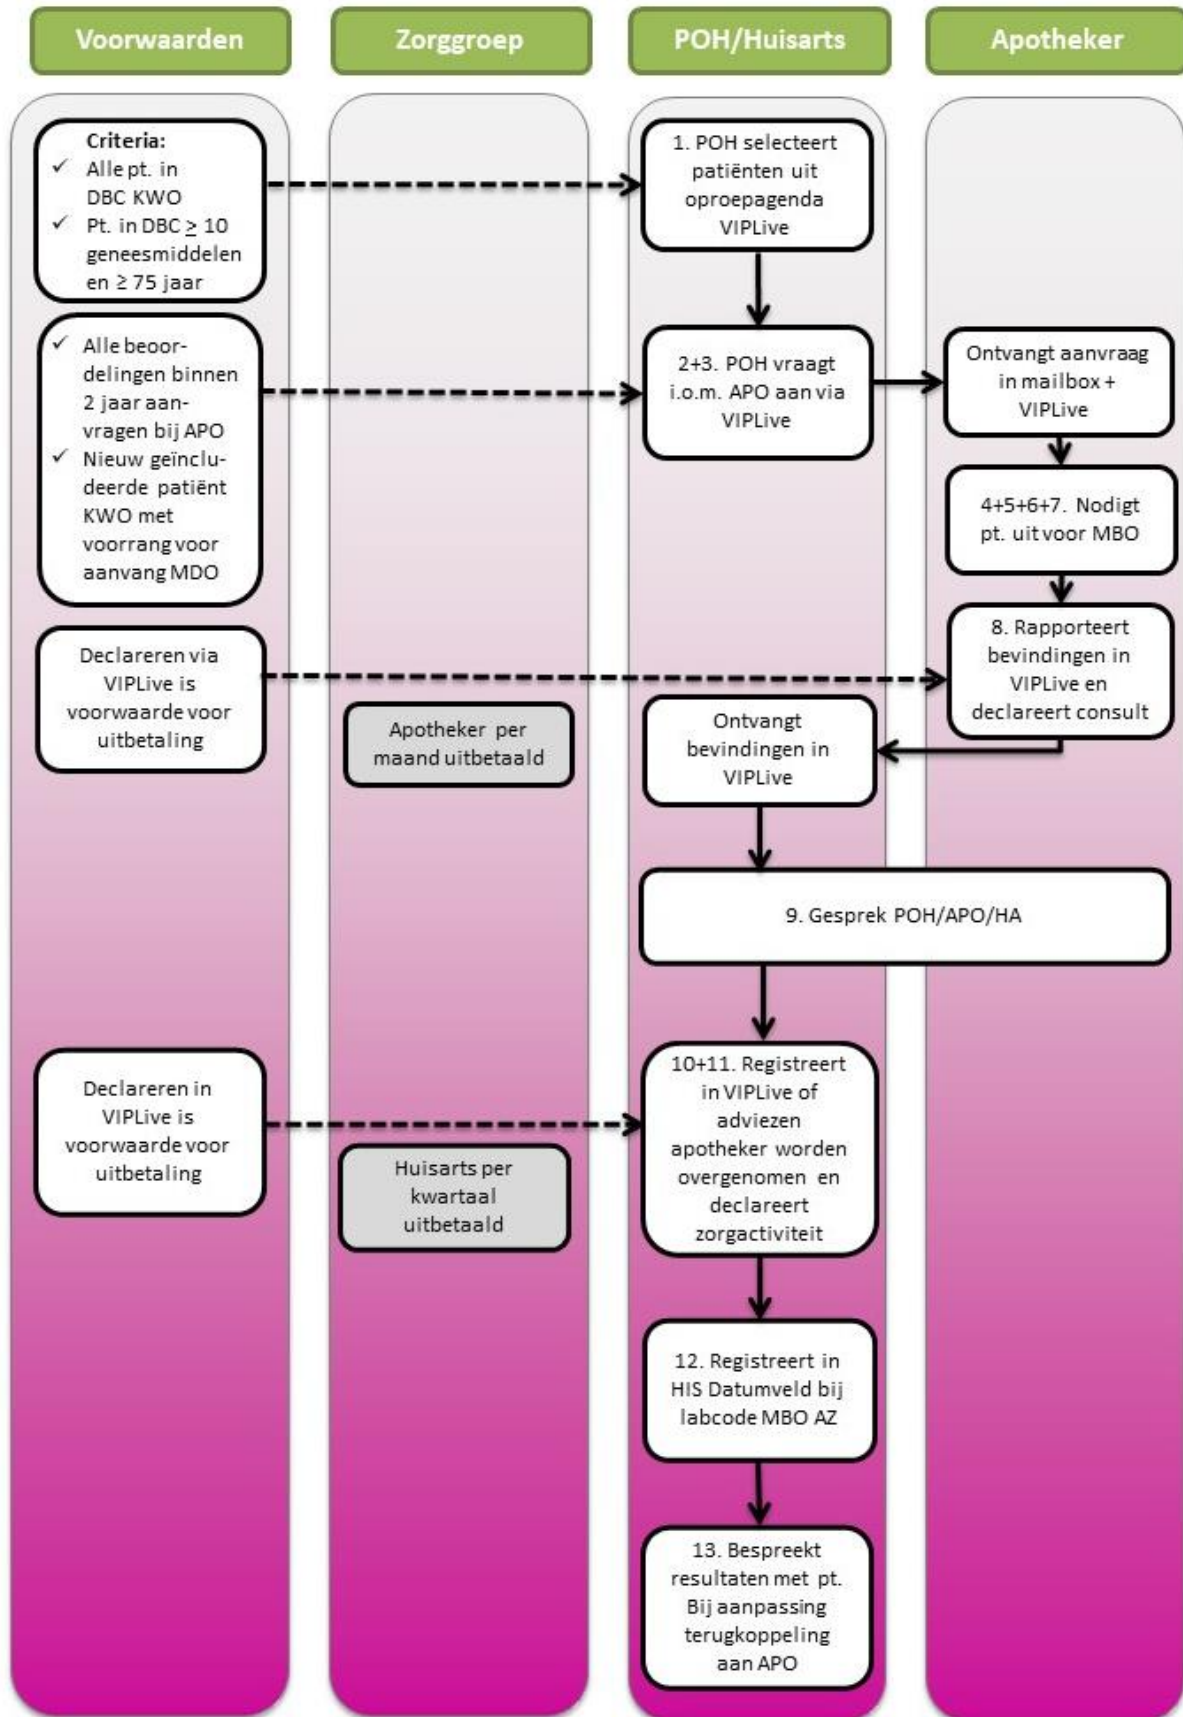 Voorwaarden
Zorggroep
POH/Huisarts
Apotheker
Criteria:
✓ Alle pt. in
DBC KWO
✓ Pt. in DBC ≥ 10
geneesmiddelen
en ≥ 75 jaar
1. POH selecteert
patiënten uit
oproepagenda
VIPLive
✓ Alle beoor-
delingen binnen
2 jaar aan-
vragen bij APO
✓ Nieuw geïnclu-
deerde patiënt
KWO met
voorrang voor
aanvang MDO
2+3. POH vraagt
i.o.m. APO aan via
VIPLive
Ontvangt aanvraag
in mailbox +
VIPLive
4+5+6+7. Nodigt
pt. uit voor MBO
Declareren via
VIPLive is
voorwaarde voor
uitbetaling
8. Rapporteert
bevindingen in
VIPLive en
declareert consult
Apotheker per
maand uitbetaald
Ontvangt
bevindingen in
VIPLive
9. Gesprek POH/APO/HA
Declareren in
VIPLive is
voorwaarde voor
uitbetaling
10+11. Registreert
in VIPLive of
adviezen
apotheker worden
overgenomen en
declareert
zorgactiviteit
Huisarts per
kwartaal
uitbetaald
12. Registreert in
HIS Datumveld bij
labcode MBO AZ
13. Bespreekt
resultaten met pt.
Bij aanpassing
terugkoppeling
aan APO